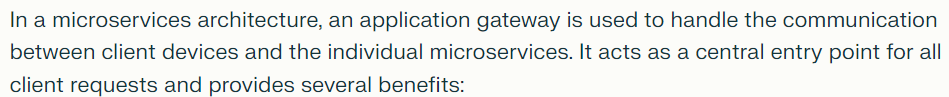 In a microservices architecture, an application gateway is used to handle the communication
between client devices and the individual microservices. It acts as a central entry point for all
client requests and provides several benefits: